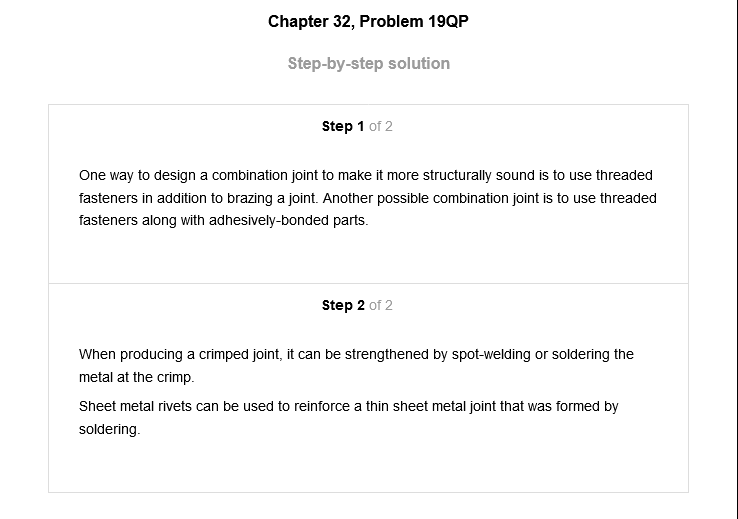 Chapter 32, Problem 19QP
Step-by-step solution
Step 1 of 2
One way to design a combination joint to make it more structurally sound is to use threaded
fasteners in addition to brazing a joint. Another possible combination joint is to use threaded
fasteners along with adhesively-bonded parts.
Step 2 of 2
When producing a crimped joint, it can be strengthened by spot-welding or soldering the
metal at the crimp.
Sheet metal rivets can be used to reinforce a thin sheet metal joint that was formed by
soldering.